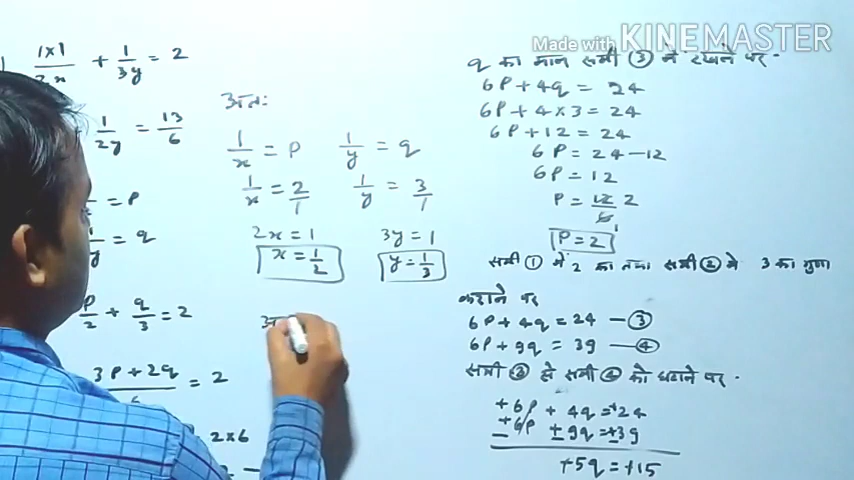 Made with KINEMASTER
1×1/2x + 1/3y = 2
1/2y = 13/6
= P
1/y = q
P/2 + q/3 = 2
3P + 2q/6 = 2
2×6
अतः
1/x = P 1/y = q
1/x = 2/1 1/y = 3/1
2x = 1 3y = 1
x = 1/2 y = 1/3
q का मान समी ③ में रखने पर -
6P + 4q = 24
6P + 4×3 = 24
6P + 12 = 24
6P = 24 - 12
6P = 12
P = 12/6 2
P = 2
समी ① में 2 का तथा समी ② में 3 का गुणा
कराने पर
6P + 4q = 24 - ③
6P + 9q = 39 - ④
समी ③ से समी ④ को घटाने पर -
+6P + 4q = +24
+6P ± 9q = +39
+5q = +15